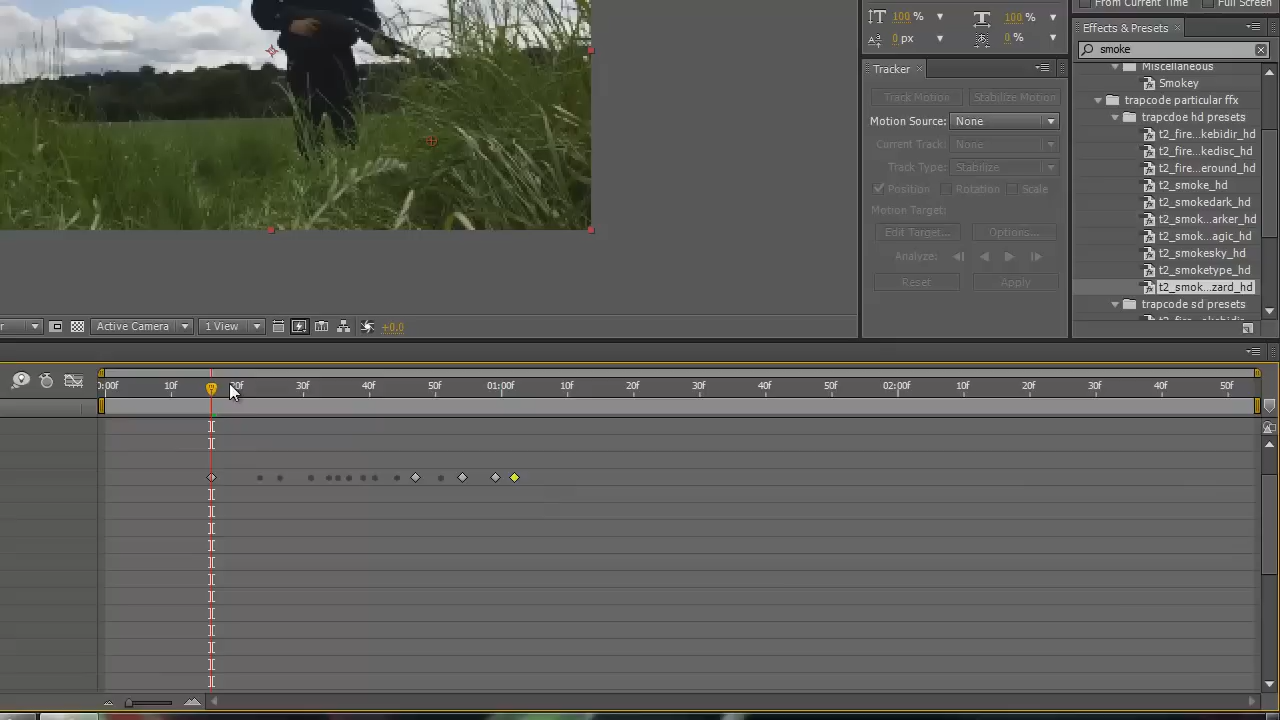 From Current Time
Full Screen
100 %
100 %
0 px
0 %
Effects & Presets
smoke
Miscellaneous
Smokey
trapcode particular ffx
trapcdoe hd presets
t2_fire...kebidir_hd
t2_fire...kedisc_hd
t2_fire...eround_hd
t2_smoke_hd
t2_smokedark_hd
t2_smok...arker_hd
t2_smok...agic_hd
t2_smokesky_hd
t2_smoketype_hd
t2_smok...zard_hd
trapcode sd presets
Tracker
Track Motion
Stabilize Motion
Motion Source:
None
Current Track:
None
Track Type:
Stabilize
Position
Rotation
Scale
Motion Target:
Edit Target...
Options...
Analyze:
Reset
Apply
Active Camera
1 View
+0.0
0:00f
10f
20f
30f
40f
50f
01:00f
10f
20f
30f
40f
50f
02:00f
10f
20f
30f
40f
50f